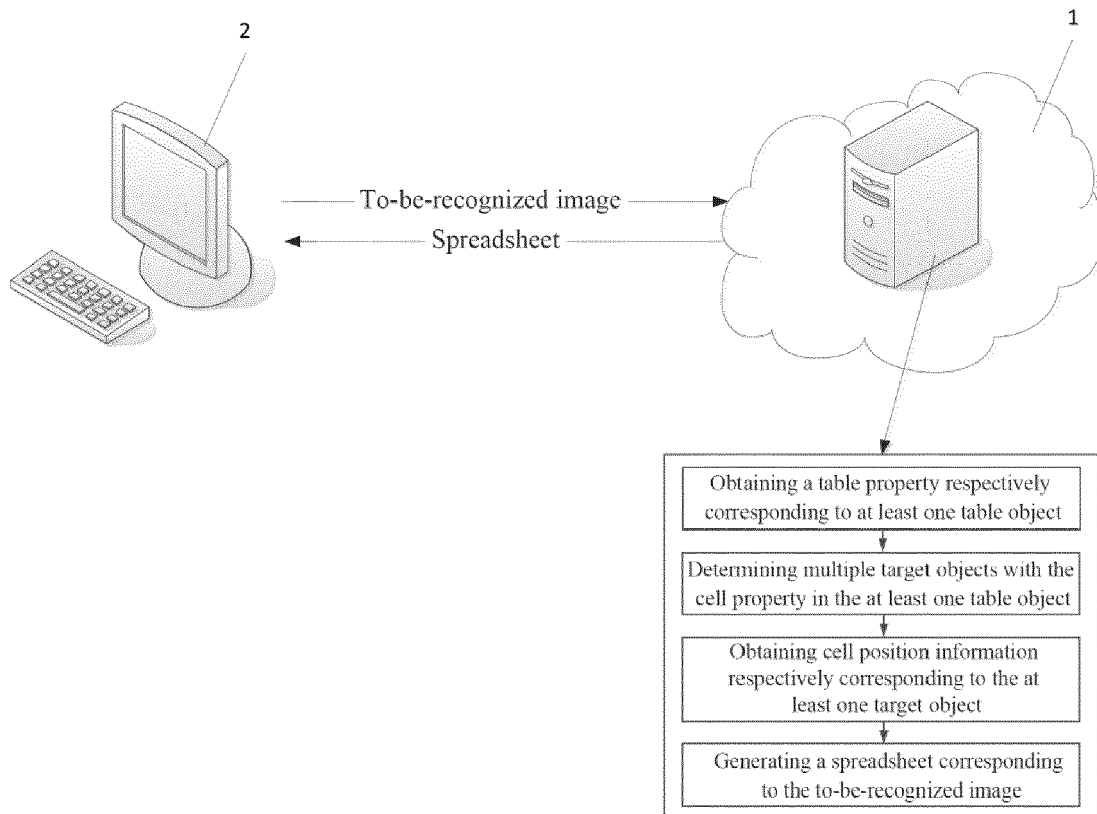 2
1
To-be-recognized image
Spreadsheet
Obtaining a table property respectively
corresponding to at least one table object
Determining multiple target objects with the
cell property in the at least one table object
Obtaining cell position information
respectively corresponding to the at
least one target object
Generating a spreadsheet corresponding
to the to-be-recognized image